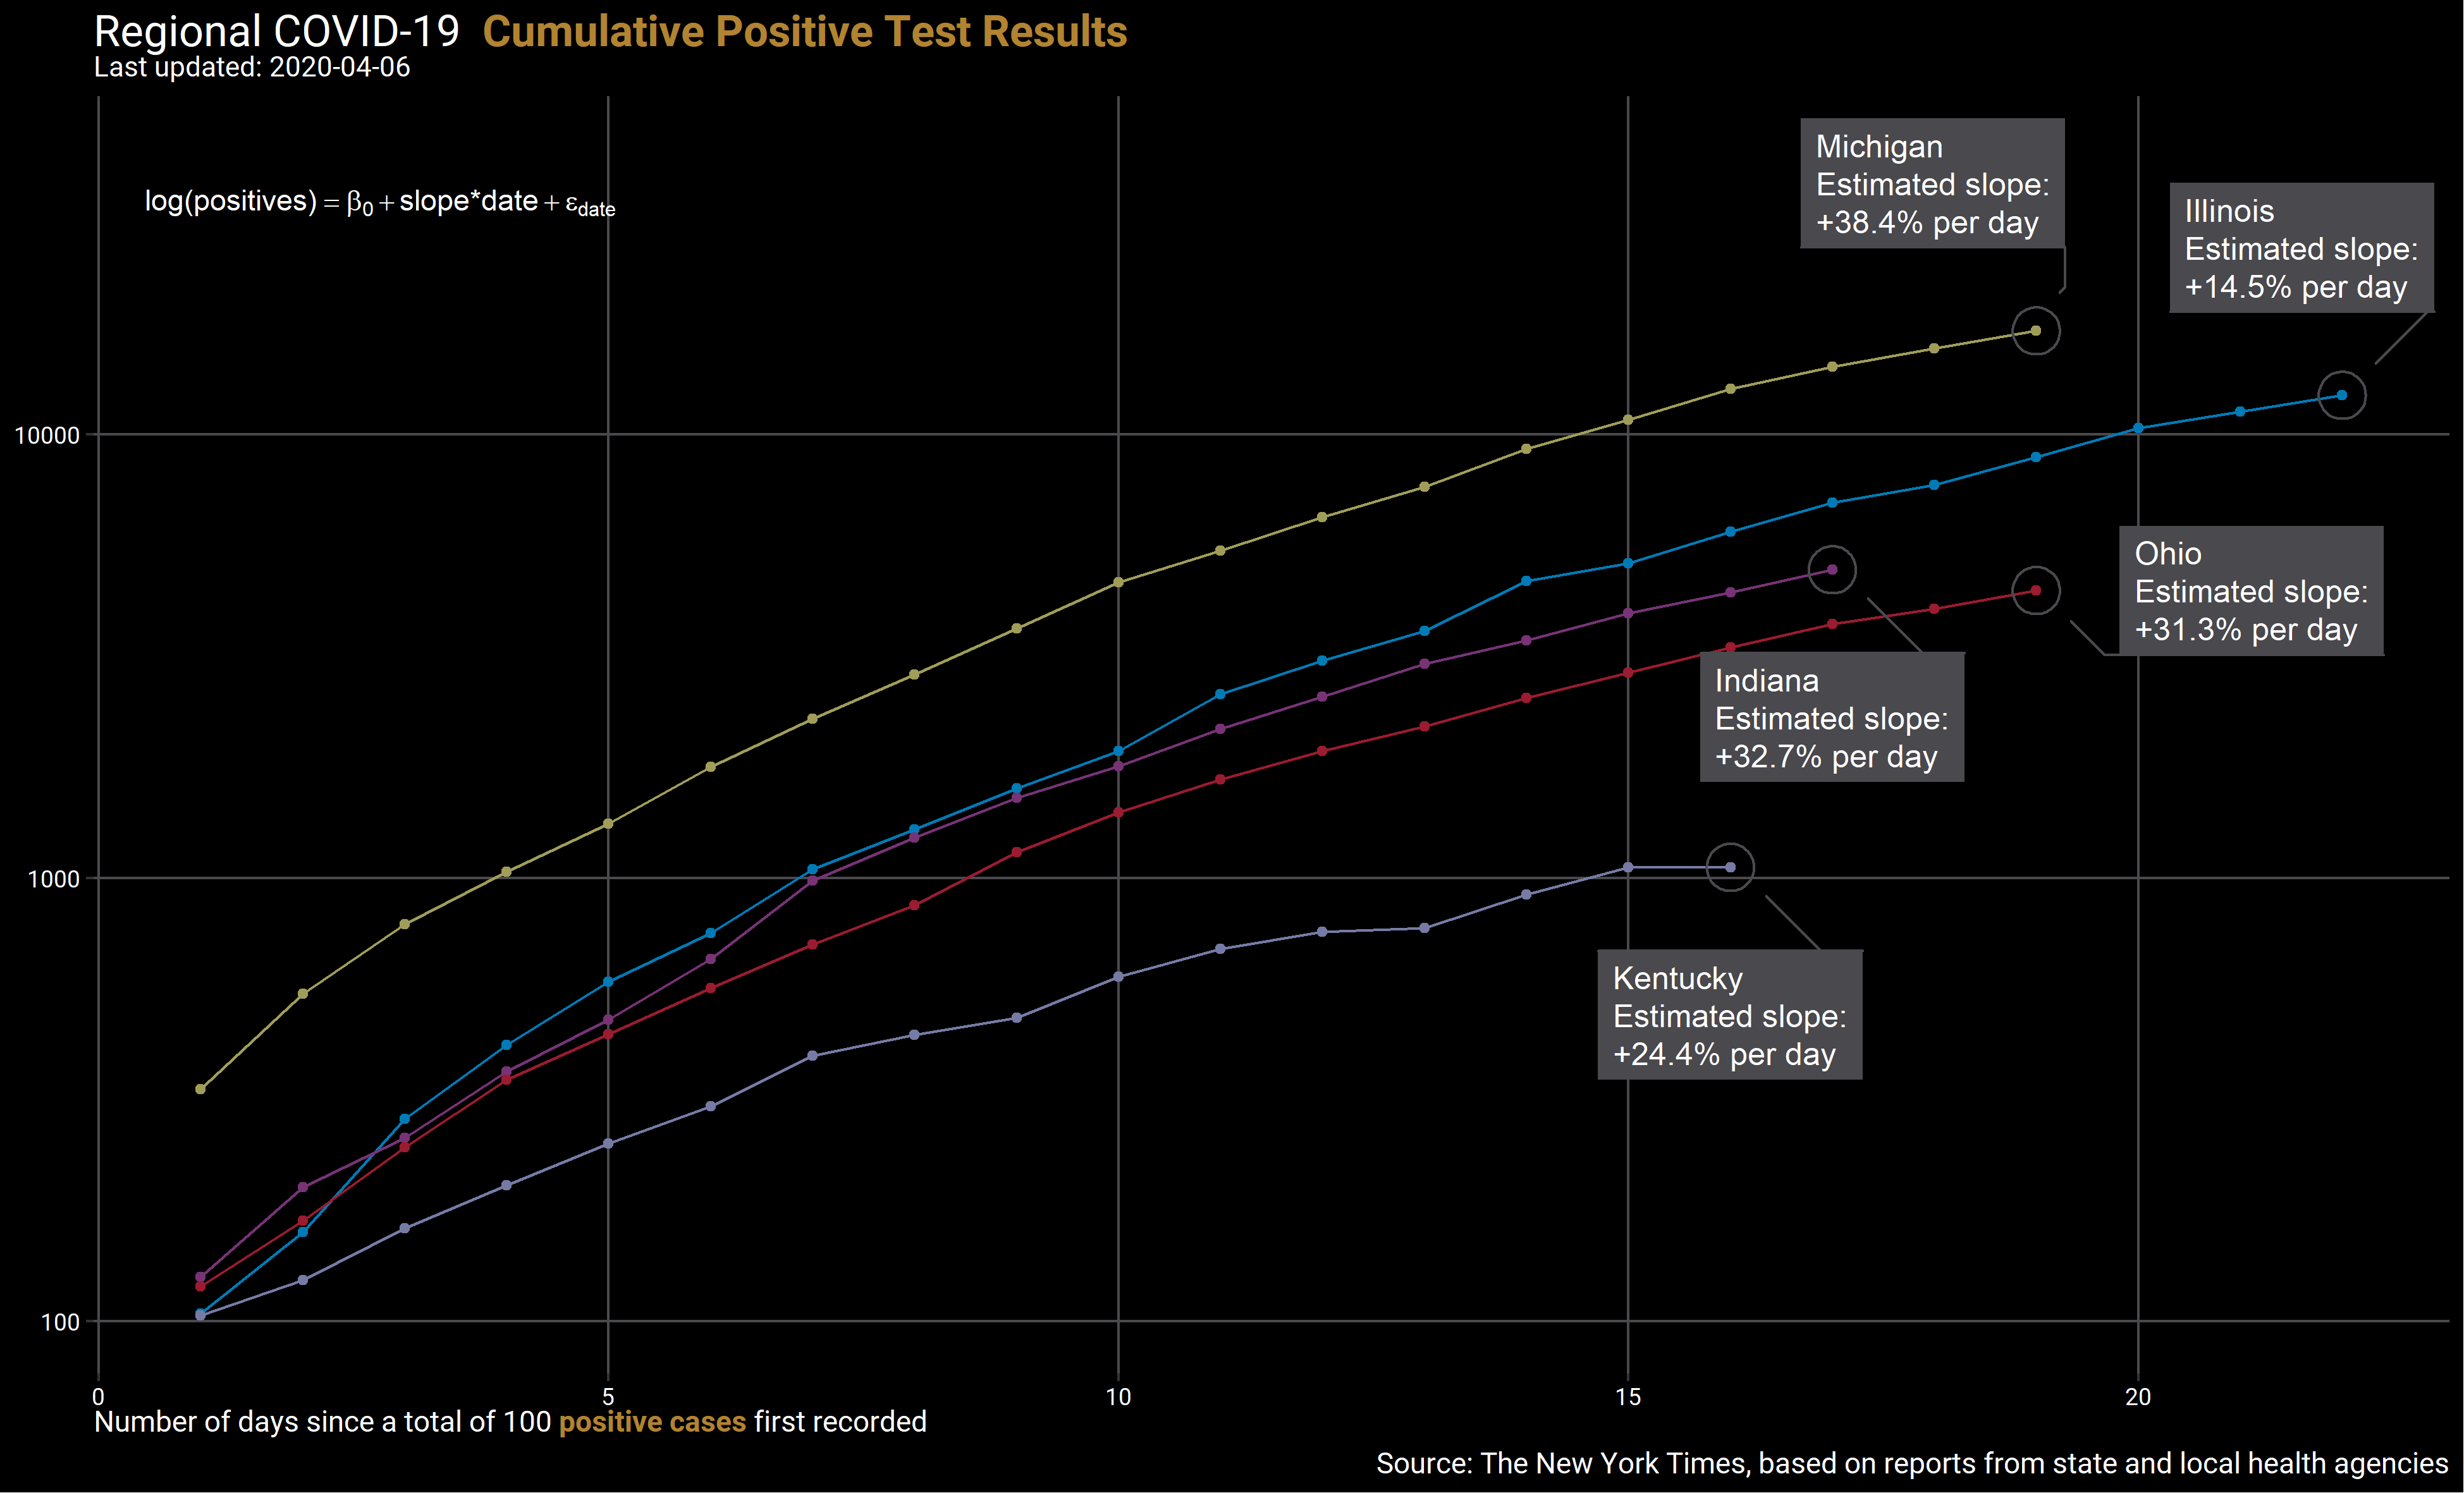 Regional COVID-19 Cumulative Positive Test Results
Last updated: 2020-04-06
log(positives) = β0 + slope*date + εdate
Michigan
Estimated slope:
+38.4% per day
Illinois
Estimated slope:
+14.5% per day
10000
Ohio
Estimated slope:
+31.3% per day
Indiana
Estimated slope:
+32.7% per day
1000
Kentucky
Estimated slope:
+24.4% per day
100
0 5 10 15 20
Number of days since a total of 100 positive cases first recorded
Source: The New York Times, based on reports from state and local health agencies